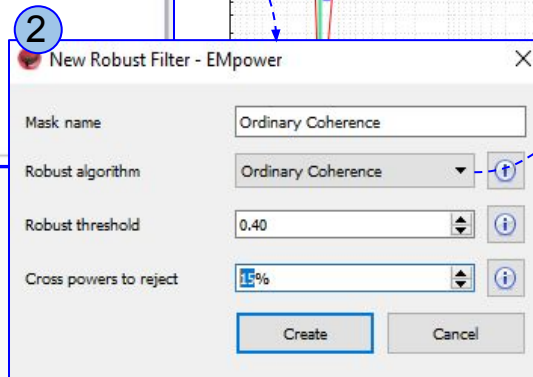 2
New Robust Filter - EMpower
Mask name
Ordinary Coherence
Robust algorithm
Ordinary Coherence
Robust threshold
0.40
Cross powers to reject
15%
Create
Cancel